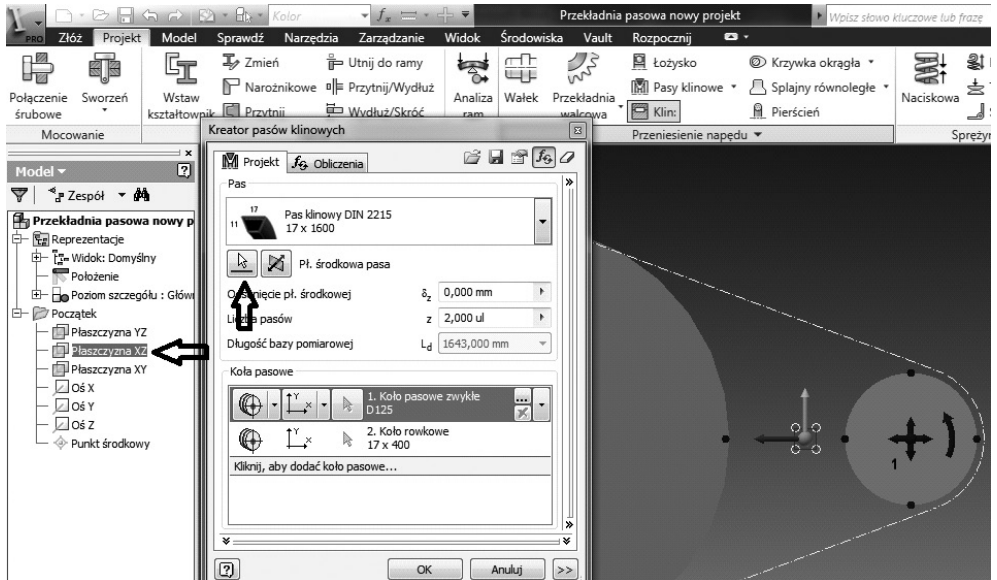 Kolor
Przekładnia pasowa nowy projekt
Wpisz słowo kluczowe lub frazę
PRO
Złóż Projekt Model Sprawdź Narzędzia Zarządzanie Widok Środowiska Vault Rozpocznij
Połączenie śrubowe
Sworzeń
Wstaw kształtownik
Zmień
Narożnikowe
Przytnij
Utnij do ramy
Przytnij/Wydłuż
Wydłuż/Skróć
Analiza ram
Wałek
Przekładnia walcowa
Łożysko
Pasy klinowe
Klin:
Krzywka okrągła
Splajny równoległe
Pierścień
Naciskowa
Mocowanie
Przeniesienie napędu
Model
Zespół
Przekładnia pasowa nowy p
Reprezentacje
Widok: Domyślny
Położenie
Poziom szczegółu : Główn
Początek
Płaszczyzna YZ
Płaszczyzna XZ
Płaszczyzna XY
Oś X
Oś Y
Oś Z
Punkt środkowy
Kreator pasów klinowych
Projekt Obliczenia
Pas
17
11
Pas klinowy DIN 2215
17 x 1600
Pł. środkowa pasa
Odsunięcie pł. środkowej δz 0,000 mm
Liczba pasów z 2,000 ul
Długość bazy pomiarowej Ld 1643,000 mm
Koła pasowe
1. Koło pasowe zwykłe
D125
2. Koło rowkowe
17 x 400
Kliknij, aby dodać koło pasowe...
OK Anuluj >>
1